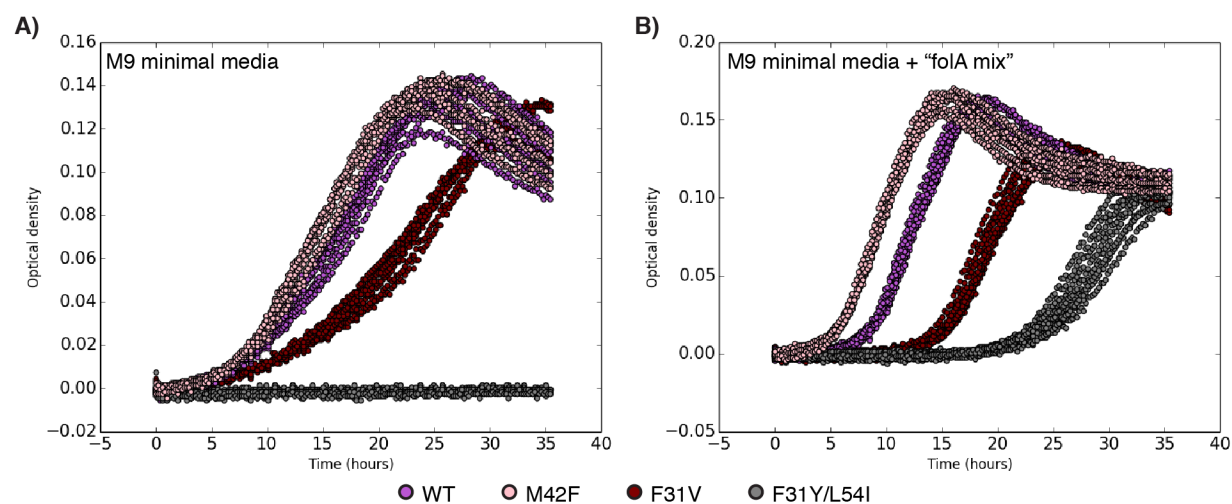 A)
M9 minimal media
0.16
0.14
0.12
0.10
0.08
0.06
0.04
0.02
0.00
−0.02
Optical density
−5 0 5 10 15 20 25 30 35 40
Time (hours)
B)
M9 minimal media + “folA mix”
0.20
0.15
0.10
0.05
0.00
−0.05
Optical density
−5 0 5 10 15 20 25 30 35 40
Time (hours)
WT M42F F31V F31Y/L54I